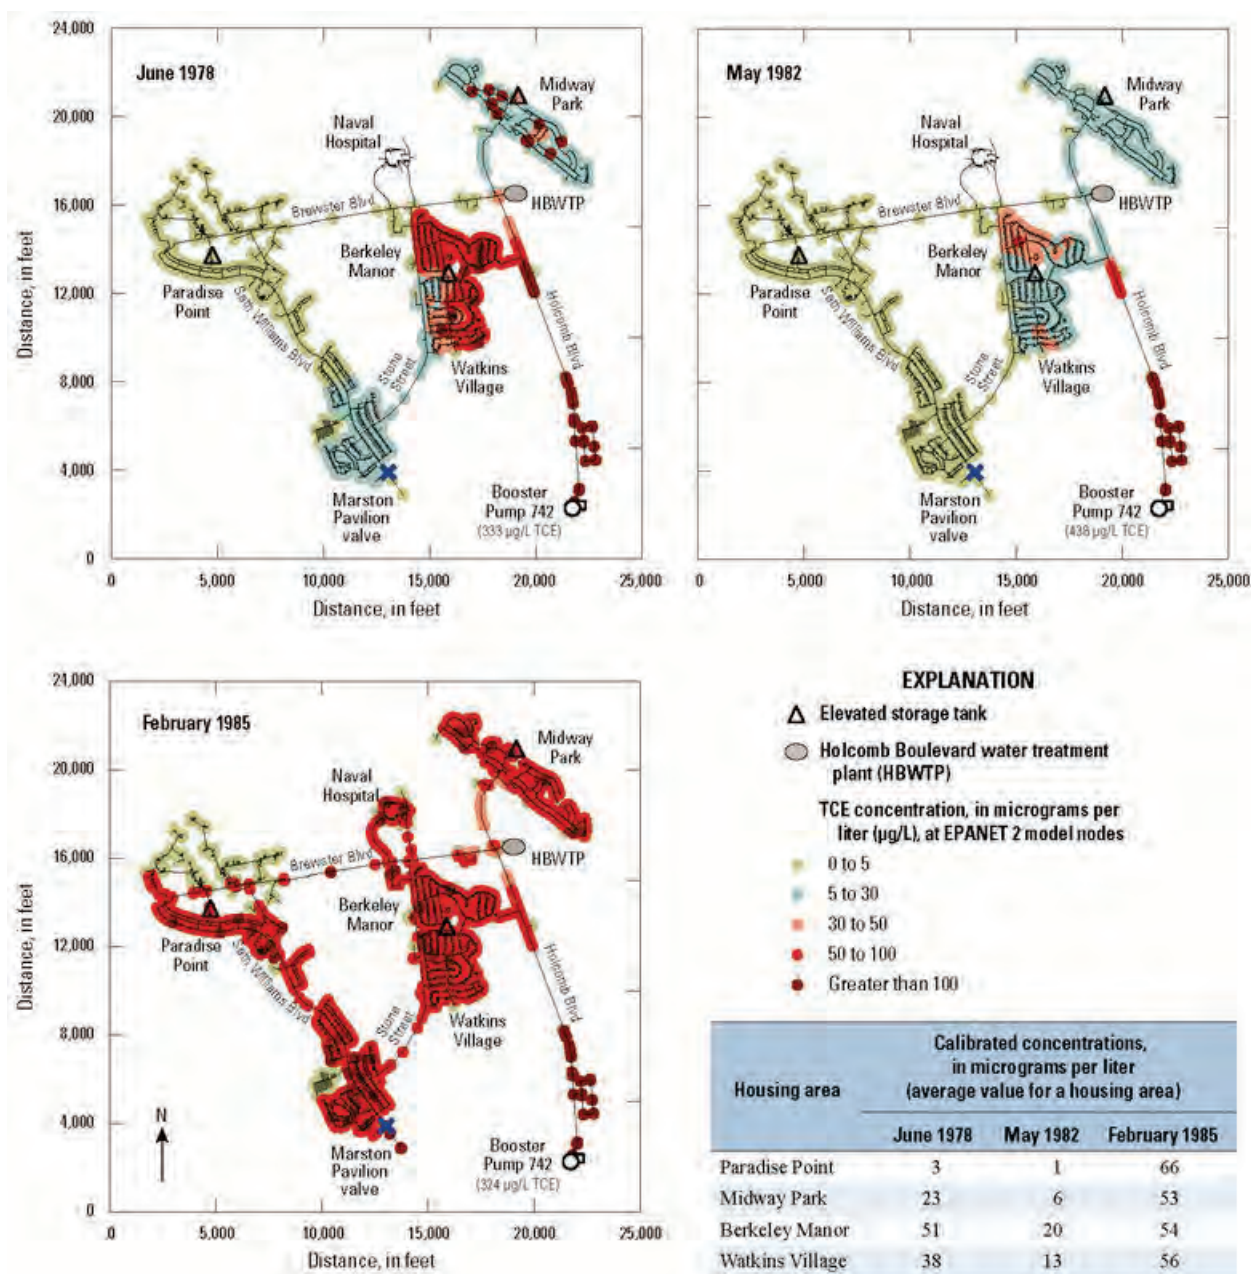 24,000
20,000
16,000
12,000
8,000
4,000
0
Distance, in feet
June 1978
Midway
Park
Naval
Hospital
HBWTP
Brewster Blvd
Berkeley
Manor
Paradise
Point
Seth Williams Blvd
Stone
Street
Watkins
Village
Holcomb Blvd
Marston
Pavilion
valve
Booster
Pump 742
(333 µg/L TCE)
0 5,000 10,000 15,000 20,000 25,000
Distance, in feet
May 1982
Midway
Park
Naval
Hospital
HBWTP
Brewster Blvd
Berkeley
Manor
Paradise
Point
Seth Williams Blvd
Stone
Street
Watkins
Village
Holcomb Blvd
Marston
Pavilion
valve
Booster
Pump 742
(438 µg/L TCE)
0 5,000 10,000 15,000 20,000 25,000
Distance, in feet
24,000
20,000
16,000
12,000
8,000
4,000
0
Distance, in feet
February 1985
Midway
Park
Naval
Hospital
HBWTP
Brewster Blvd
Berkeley
Manor
Paradise
Point
Seth Williams Blvd
Stone
Street
Watkins
Village
Holcomb Blvd
N
Marston
Pavilion
valve
Booster
Pump 742
(324 µg/L TCE)
0 5,000 10,000 15,000 20,000 25,000
Distance, in feet
EXPLANATION
Elevated storage tank
Holcomb Boulevard water treatment
plant (HBWTP)
TCE concentration, in micrograms per
liter (µg/L), at EPANET 2 model nodes
0 to 5
5 to 30
30 to 50
50 to 100
Greater than 100
Housing area
Calibrated concentrations,
in micrograms per liter
(average value for a housing area)
June 1978 May 1982 February 1985
Paradise Point 3 1 66
Midway Park 23 6 53
Berkeley Manor 51 20 54
Watkins Village 38 13 56